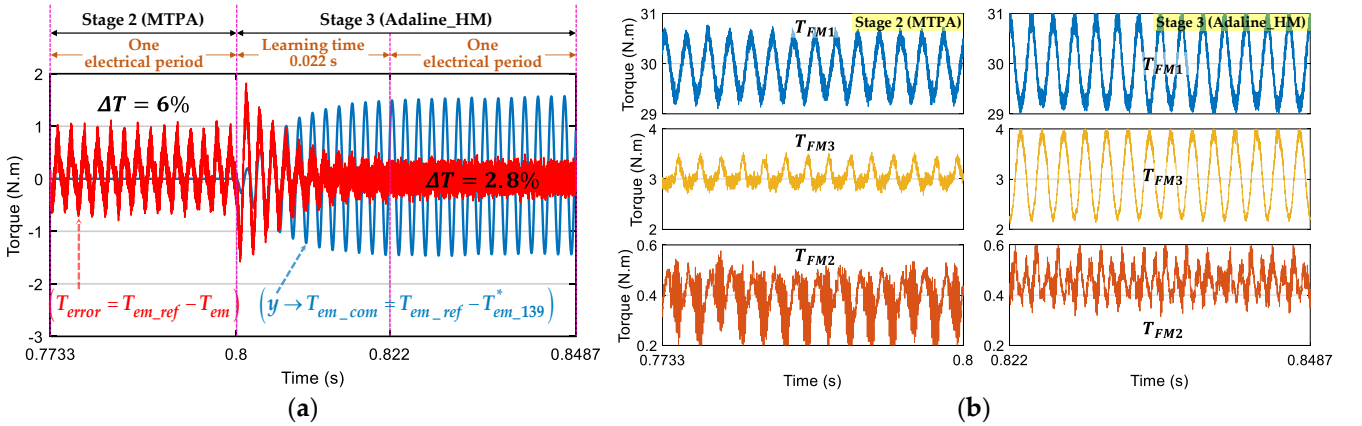 (a)
Stage 2 (MTPA)
Stage 3 (Adaline_HM)
One
electrical period
Learning time
0.022 s
One
electrical period
Torque (N.m)
2
1
0
-1
-2
-3
ΔT = 6%
ΔT = 2.8%
(T_error = T_em_ref − T_em)
(y → T_em_com = T_em_ref − T*_em_139)
0.7733
0.8
0.822
0.8487
Time (s)
(a)
(b)
Stage 2 (MTPA)
T_FM1
Torque (N.m)
31
30
29
T_FM3
Torque (N.m)
4
3
2
T_FM2
Torque (N.m)
0.6
0.4
0.2
0.7733
0.8
Time (s)
Stage 3 (Adaline_HM)
T_FM1
31
30
29
T_FM3
4
3
2
T_FM2
0.6
0.4
0.2
0.822
0.8487
Time (s)
(b)